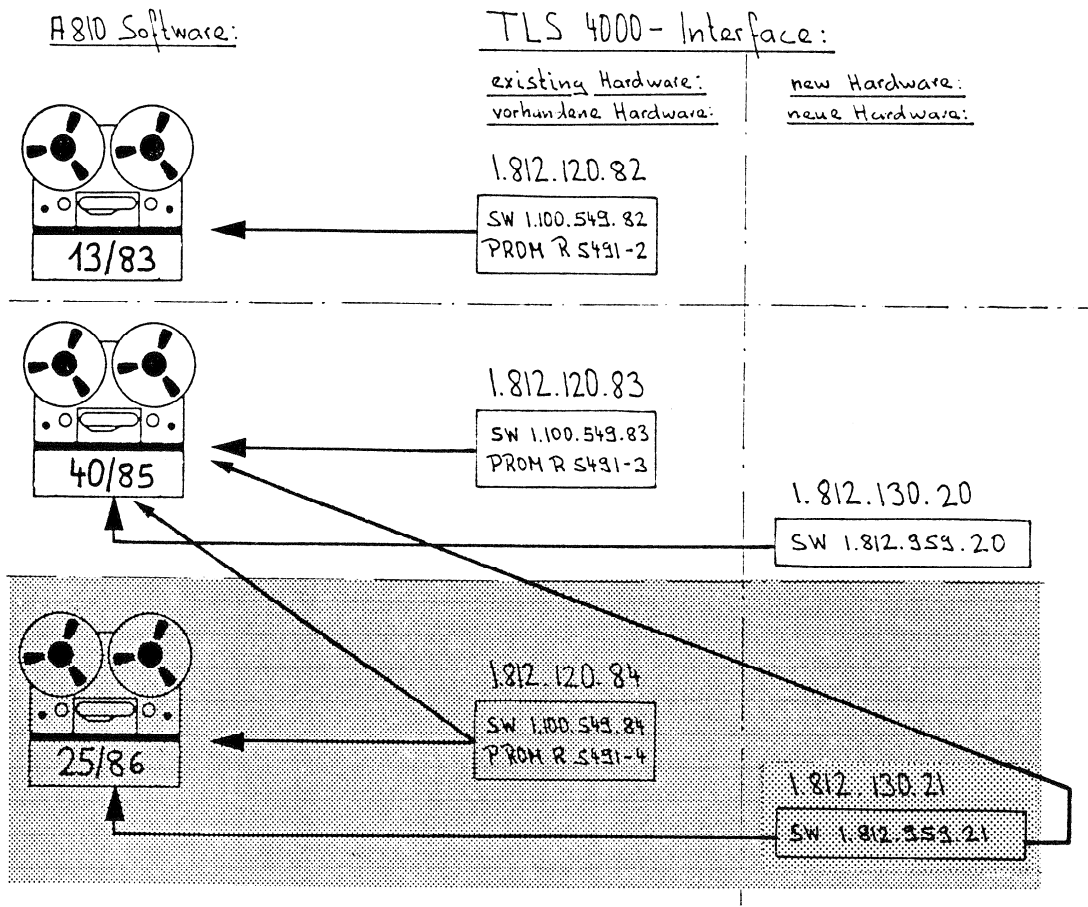 A810 Software:
TLS 4000 - Interface:
existing Hardware:
vorhandene Hardware:
new Hardware:
neue Hardware:
1.812.120.82
SW 1.100.549.82
PROM R 5491-2
13/83
1.812.120.83
SW 1.100.549.83
PROM R 5491-3
40/85
1.812.130.20
SW 1.812.959.20
1.812.120.84
SW 1.100.549.84
PROM R 5491-4
25/86
1.812.130.21
SW 1.812.959.21